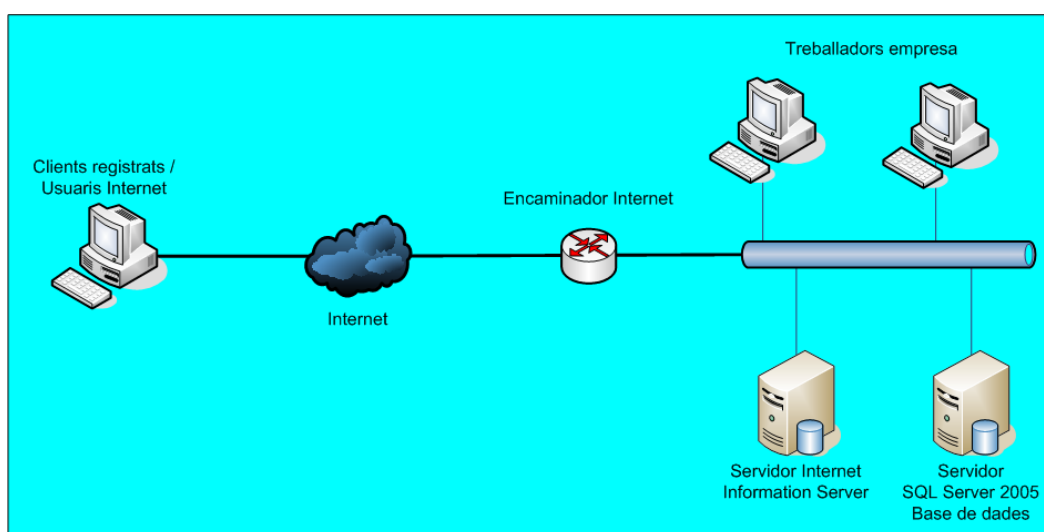 Treballadors empresa
Clients registrats /
Usuaris Internet
Encaminador Internet
Internet
Servidor Internet
Information Server
Servidor
SQL Server 2005
Base de dades